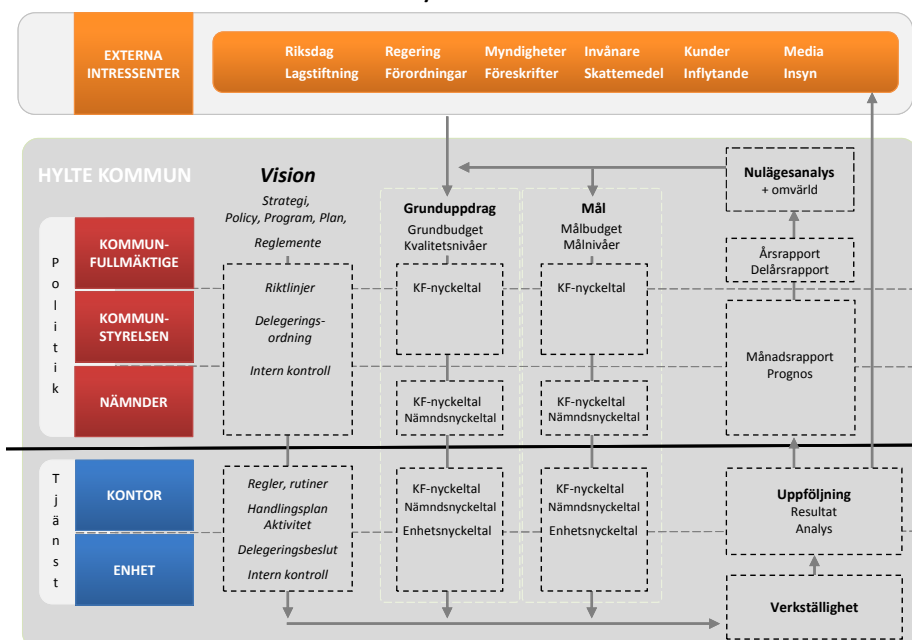 EXTERNA
INTRESSENTER
Riksdag Regering Myndigheter Invånare Kunder Media
Lagstiftning Förordningar Föreskrifter Skattemedel Inflytande Insyn
HYLTE KOMMUN
Vision
Strategi,
Policy, Program, Plan,
Reglemente
Grunduppdrag
Grundbudget
Kvalitetsnivåer
Mål
Målbudget
Målnivåer
Nulägesanalys
+ omvärld
Politik
KOMMUN-
FULLMÄKTIGE
Riktlinjer
KF-nyckeltal
KF-nyckeltal
Årsrapport
Delårsrapport
KOMMUN-
STYRELSEN
Delegerings-
ordning
Månadsrapport
Prognos
NÄMNDER
Intern kontroll
KF-nyckeltal
Nämndsnyckeltal
KF-nyckeltal
Nämndsnyckeltal
Tjänst
KONTOR
Regler, rutiner
Handlingsplan
Aktivitet
Delegeringsbeslut
Intern kontroll
KF-nyckeltal
Nämndsnyckeltal
Enhetsnyckeltal
KF-nyckeltal
Nämndsnyckeltal
Enhetsnyckeltal
Uppföljning
Resultat
Analys
ENHET
Verkställighet